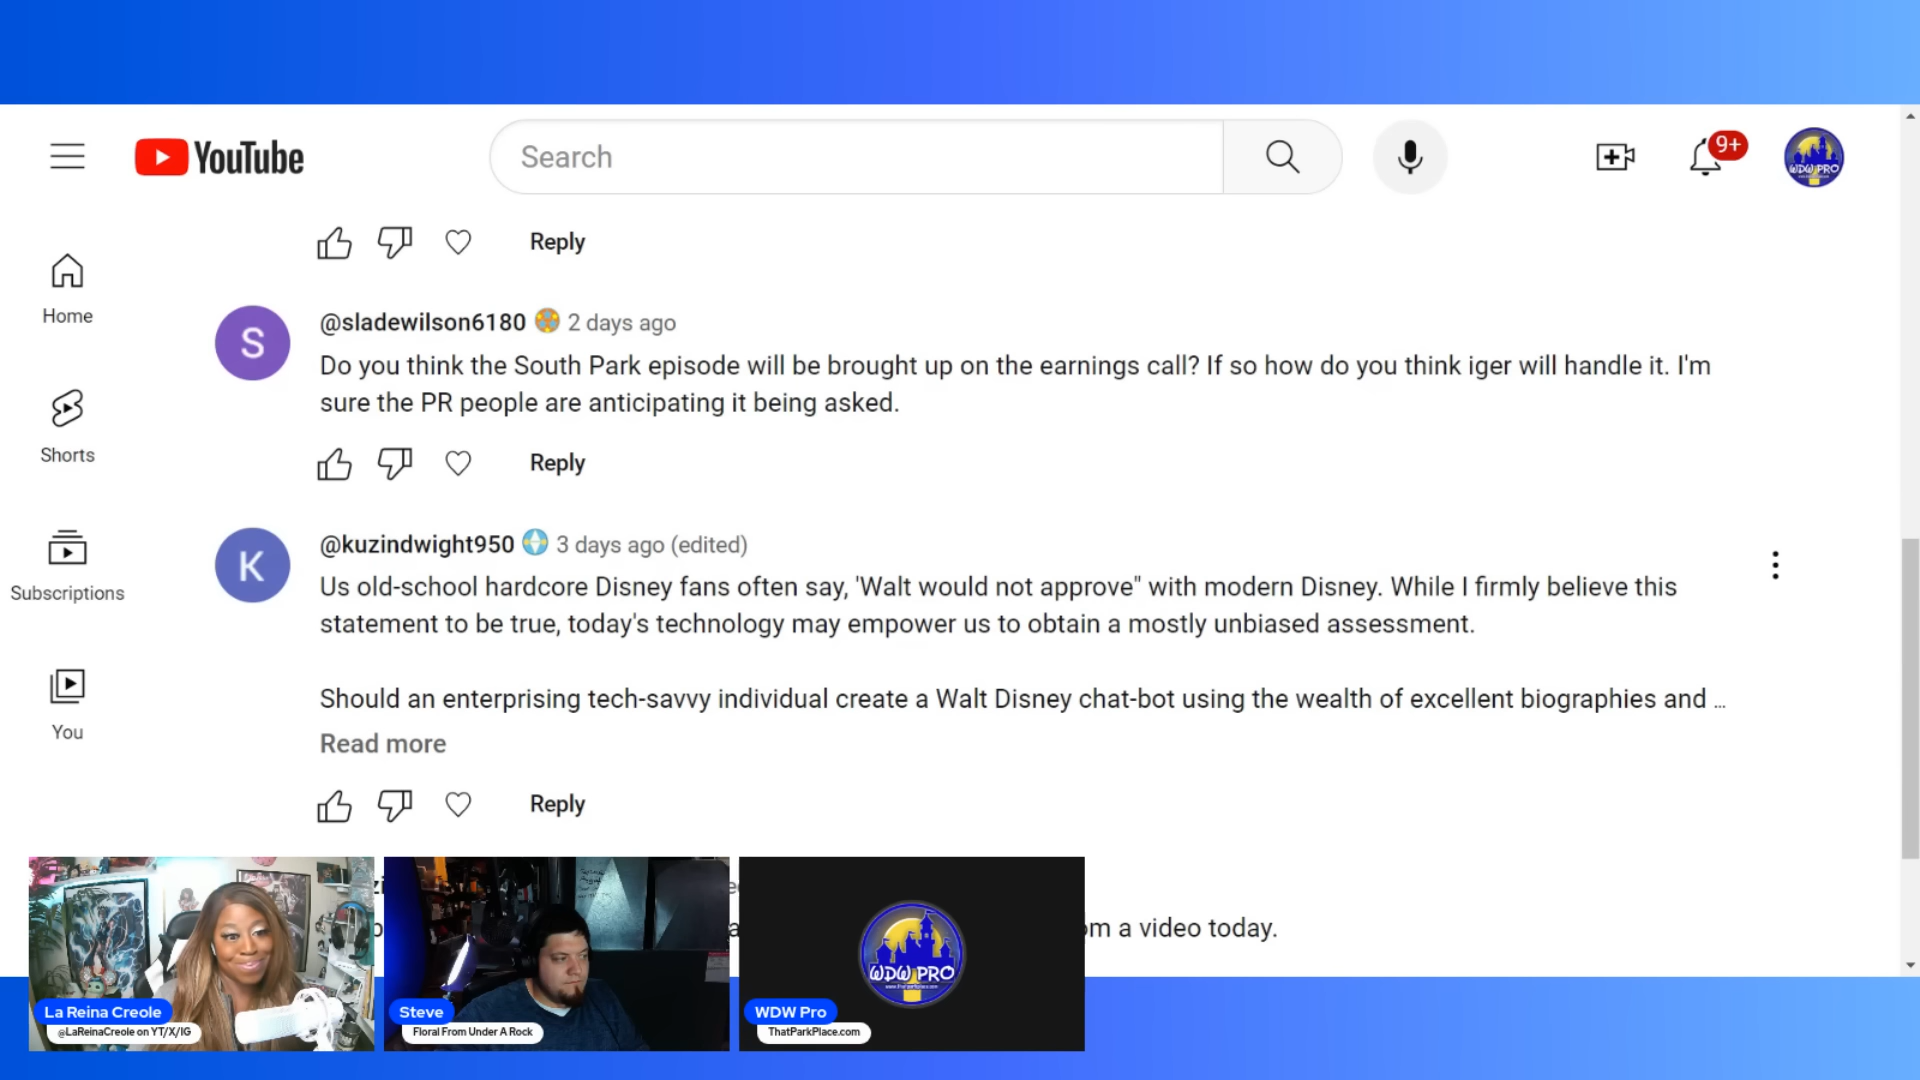 YouTube
Search
9+
WDW PRO
Reply
Home
@sladewilson6180 2 days ago
S
Do you think the South Park episode will be brought up on the earnings call? If so how do you think iger will handle it. I'm
sure the PR people are anticipating it being asked.
Shorts
Reply
@kuzindwight950 3 days ago (edited)
K
Us old-school hardcore Disney fans often say, 'Walt would not approve" with modern Disney. While I firmly believe this
statement to be true, today's technology may empower us to obtain a mostly unbiased assessment.
Subscriptions
Should an enterprising tech-savvy individual create a Walt Disney chat-bot using the wealth of excellent biographies and ...
You
Read more
Reply
a video today.
WDW PRO
La Reina Creole
@LaReinaCreole on YT/X/IG
Steve
Floral From Under A Rock
WDW Pro
ThatParkPlace.com